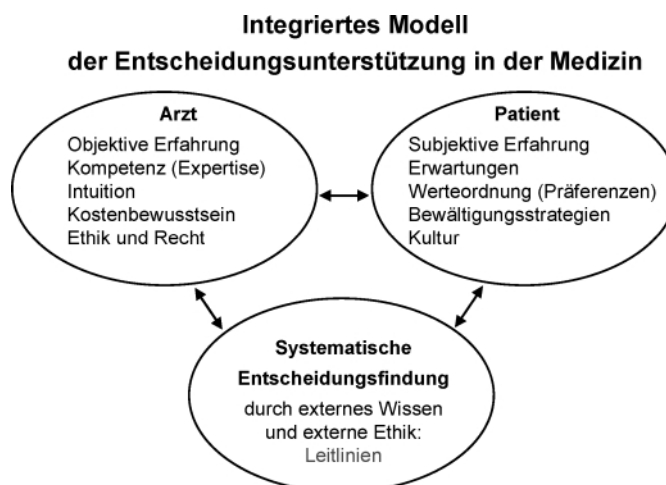 Integriertes Modell
der Entscheidungsunterstützung in der Medizin
Arzt
Objektive Erfahrung
Kompetenz (Expertise)
Intuition
Kostenbewusstsein
Ethik und Recht
Patient
Subjektive Erfahrung
Erwartungen
Werteordnung (Präferenzen)
Bewältigungsstrategien
Kultur
Systematische
Entscheidungsfindung
durch externes Wissen
und externe Ethik:
Leitlinien